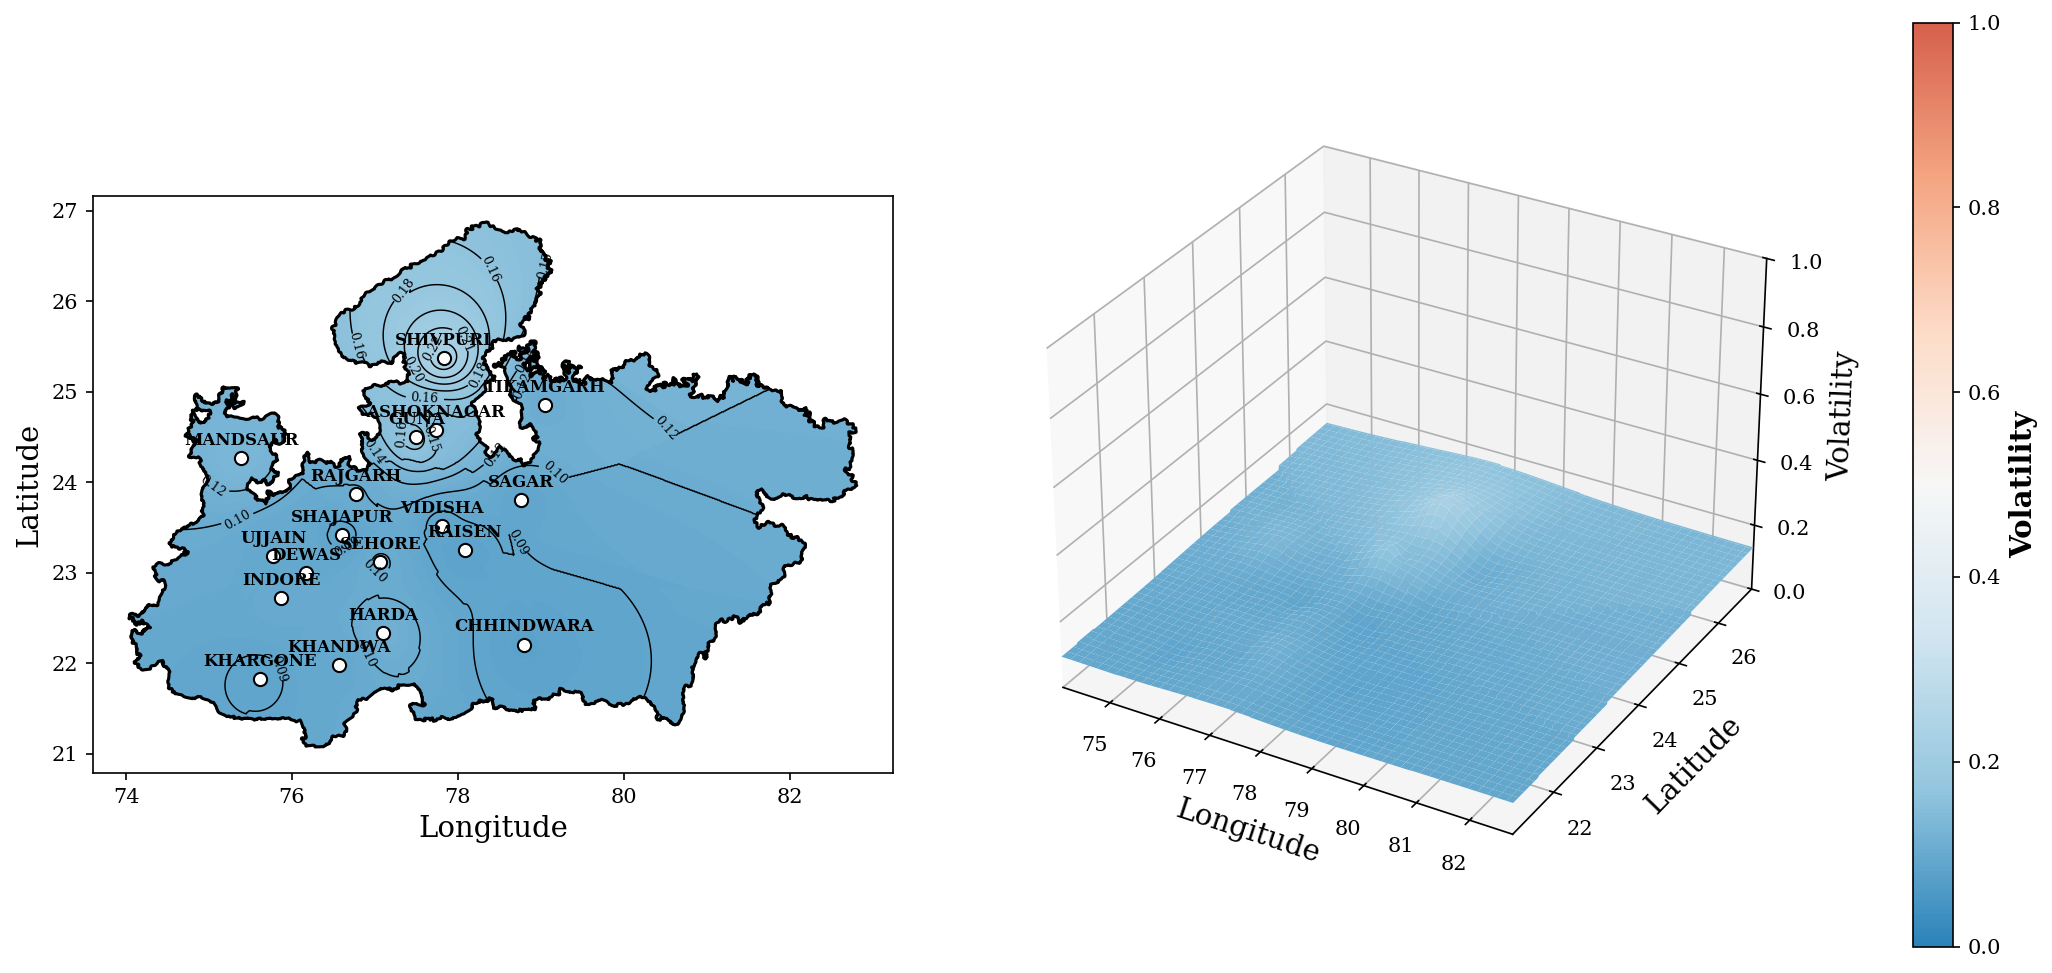 27
26
25
24
23
22
21
74
76
78
80
82
Longitude
Latitude
0.16
0.18
0.16
SHIVPURI
0.20
0.18
TIKAMGARH
0.16
ASHOKNAGAR
GUNA
0.16
0.15
0.12
MANDSAUR
0.14
0.12
RAJGARH
SAGAR
0.10
0.10
VIDISHA
SHAJAPUR
RAISEN
UJJAIN
SEHORE
0.09
DEWAS
0.10
INDORE
HARDA
CHHINDWARA
KHANDWA
0.10
KHARGONE
0.09
75
76
77
78
79
80
81
82
Longitude
22
23
24
25
26
Latitude
0.0
0.2
0.4
0.6
0.8
1.0
Volatility
1.0
0.8
0.6
0.4
0.2
0.0
Volatility